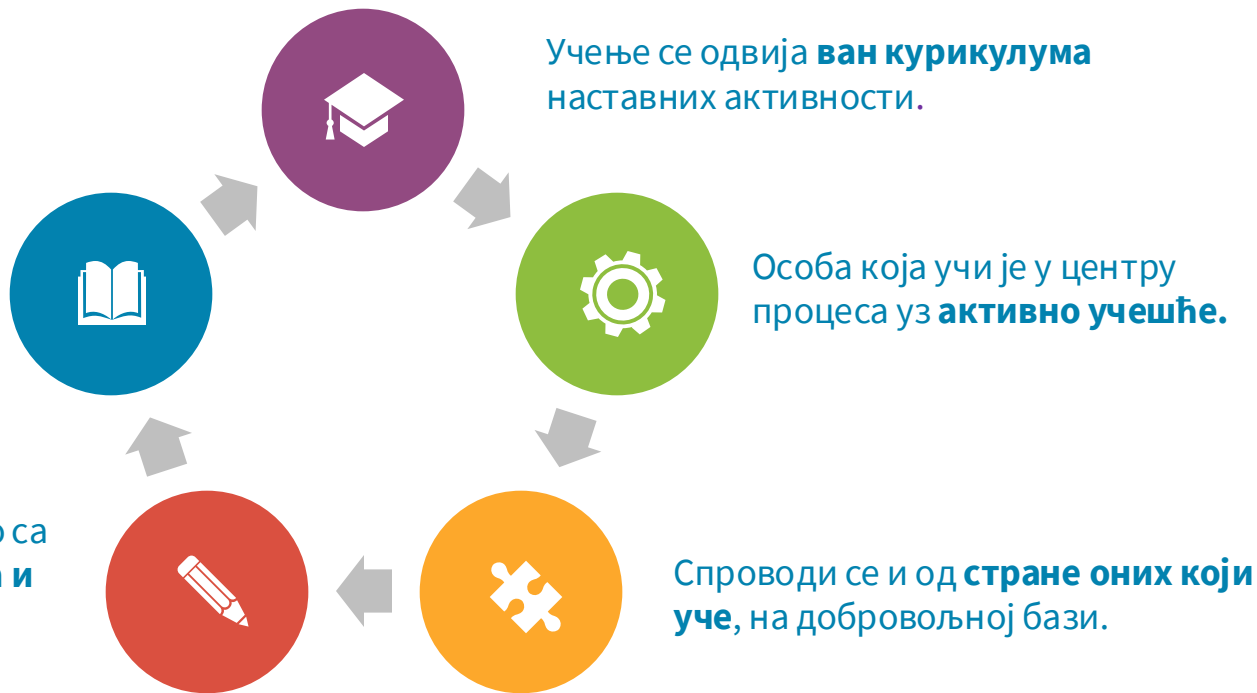 Учење се одвија ван курикулума
наставних активности.
Особа која учи је у центру
процеса уз активно учешће.
са
и
Спроводи се и од стране оних који
уче, на добровољној бази.